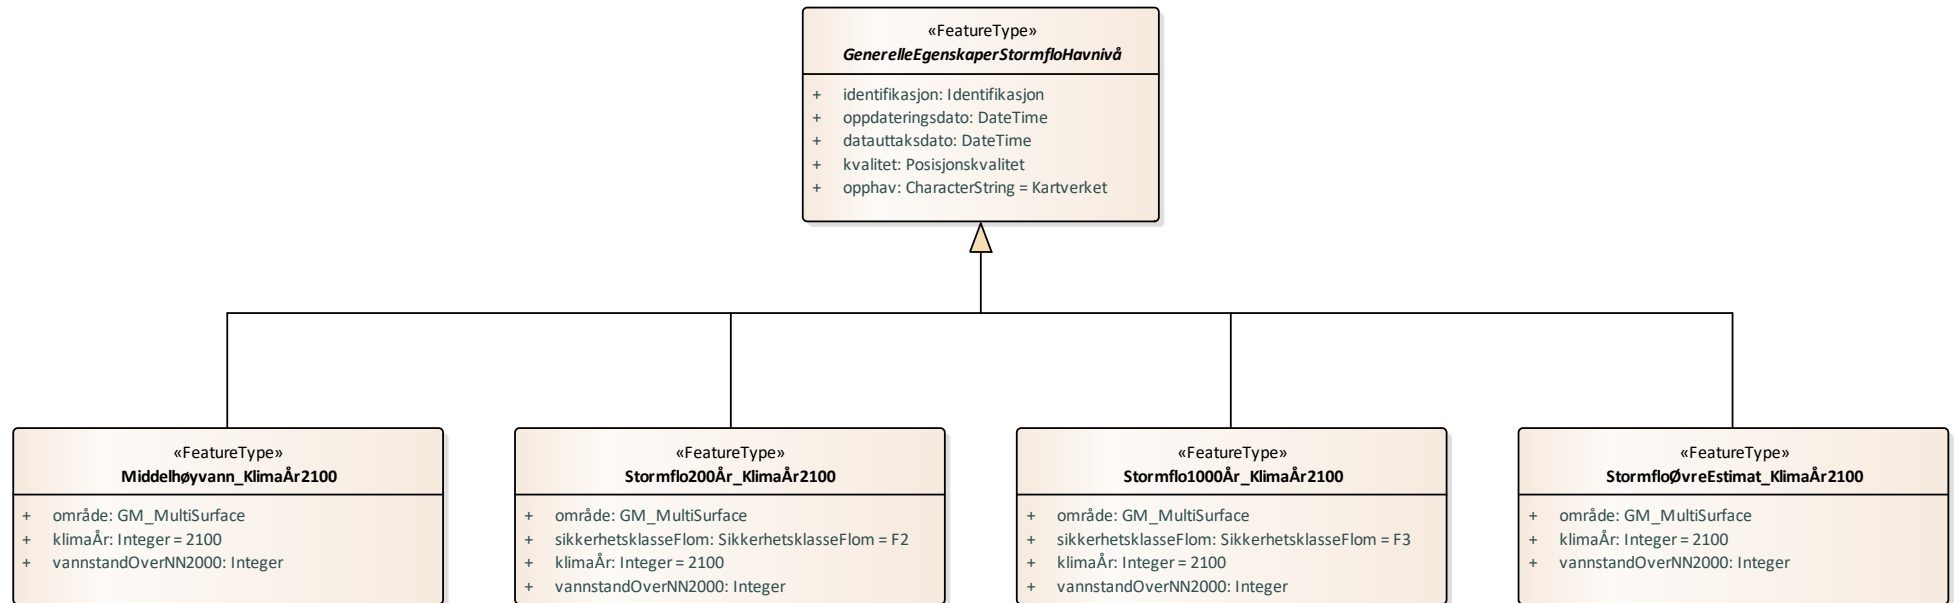 «FeatureType»
GenerelleEgenskaperStormfloHavnivå
+ identifikasjon: Identifikasjon
+ oppdateringsdato: DateTime
+ datauttaksdato: DateTime
+ kvalitet: Posisjonskvalitet
+ opphav: CharacterString = Kartverket
«FeatureType»
Middelhøyvann_KlimaÅr2100
+ område: GM_MultiSurface
+ klimaÅr: Integer = 2100
+ vannstandOverNN2000: Integer
«FeatureType»
Stormflo200År_KlimaÅr2100
+ område: GM_MultiSurface
+ sikkerhetsklasseFlom: SikkerhetsklasseFlom = F2
+ klimaÅr: Integer = 2100
+ vannstandOverNN2000: Integer
«FeatureType»
Stormflo1000År_KlimaÅr2100
+ område: GM_MultiSurface
+ sikkerhetsklasseFlom: SikkerhetsklasseFlom = F3
+ klimaÅr: Integer = 2100
+ vannstandOverNN2000: Integer
«FeatureType»
StormfloØvreEstimat_KlimaÅr2100
+ område: GM_MultiSurface
+ klimaÅr: Integer = 2100
+ vannstandOverNN2000: Integer